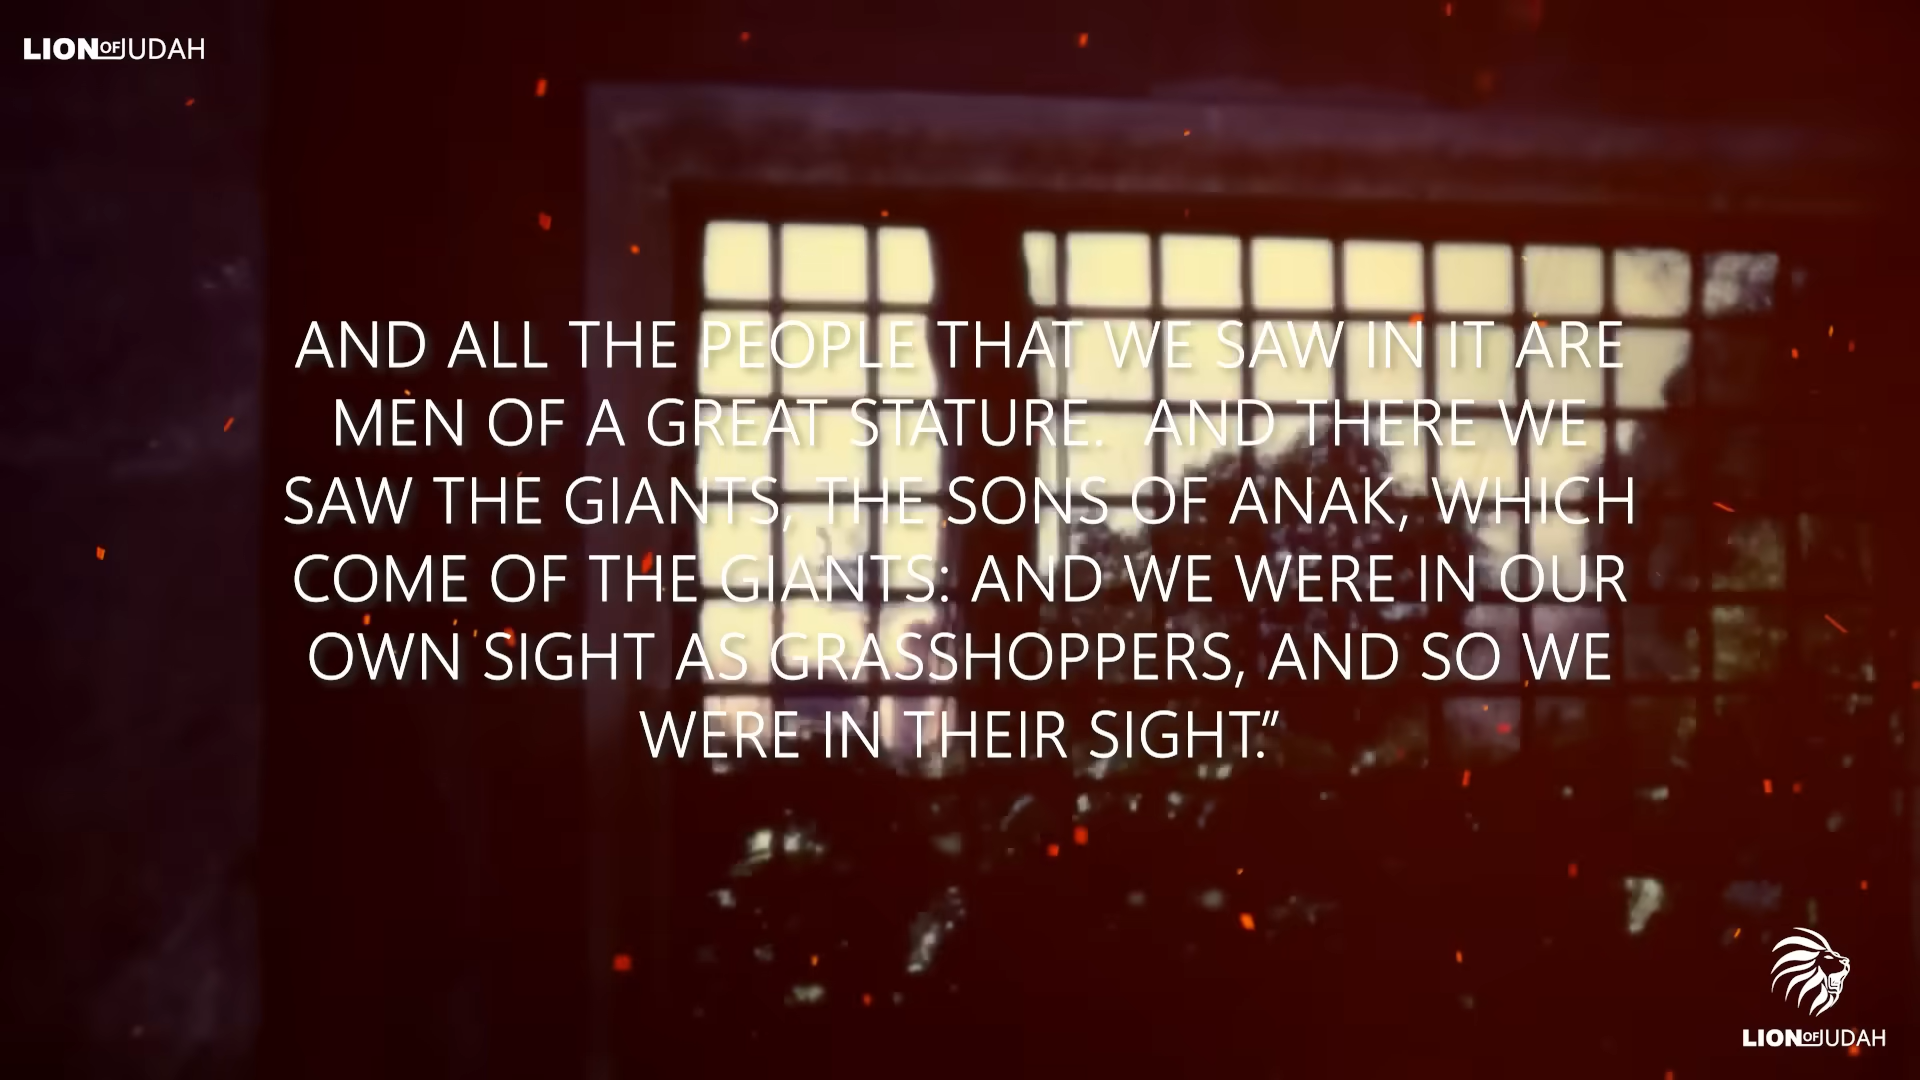 LION OF JUDAH
AND ALL THE PEOPLE THAT WE SAW IN IT ARE
MEN OF A GREAT STATURE.  AND THERE WE
SAW THE GIANTS, THE SONS OF ANAK, WHICH
COME OF THE GIANTS: AND WE WERE IN OUR
OWN SIGHT AS GRASSHOPPERS, AND SO WE
WERE IN THEIR SIGHT.”
LION OF JUDAH